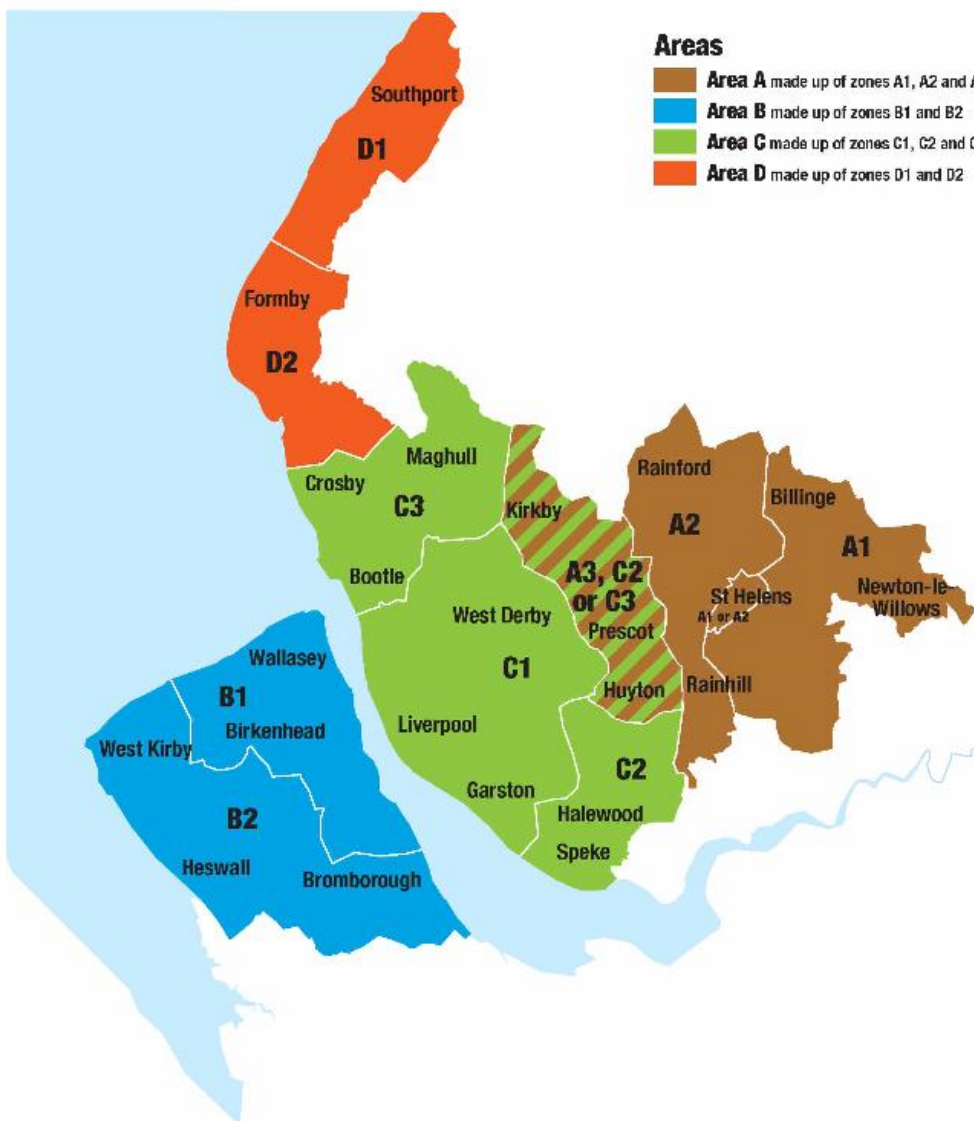 Areas
Area A made up of zones A1, A2 and A
Area B made up of zones B1 and B2
Area C made up of zones C1, C2 and C
Area D made up of zones D1 and D2
Southport
D1
Formby
D2
Maghull
Crosby
C3
Bootle
Kirkby
A3, C2
or C3
Prescot
Huyton
Rainford
A2
Billinge
A1
Newton-le-
Willows
St Helens
A1 or A2
Rainhill
West Derby
C1
Liverpool
Garston
C2
Halewood
Speke
Wallasey
B1
Birkenhead
West Kirby
B2
Heswall
Bromborough